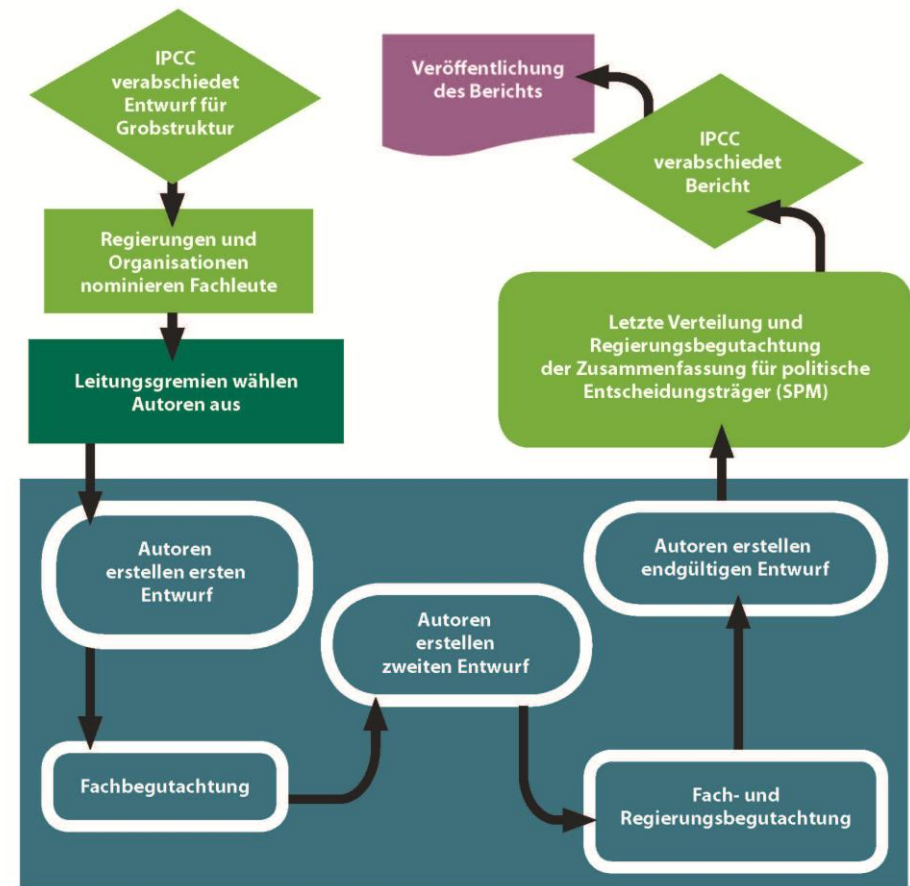 IPCC
verabschiedet
Entwurf für
Grobstruktur
Regierungen und
Organisationen
nominieren Fachleute
Leitungsgremien wählen
Autoren aus
Autoren
erstellen ersten
Entwurf
Fachbegutachtung
Autoren
erstellen
zweiten Entwurf
Fach- und
Regierungsbegutachtung
Autoren erstellen
endgültigen Entwurf
Letzte Verteilung und
Regierungsbegutachtung
der Zusammenfassung für politische
Entscheidungsträger (SPM)
IPCC
verabschiedet
Bericht
Veröffentlichung
des Berichts